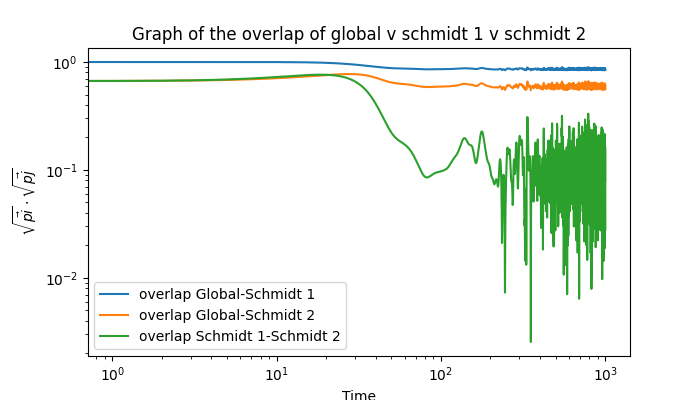 Graph of the overlap of global v schmidt 1 v schmidt 2
10⁰
10⁻¹
10⁻²
√p⃗i · √p⃗j
overlap Global-Schmidt 1
overlap Global-Schmidt 2
overlap Schmidt 1-Schmidt 2
10⁰ 10¹ 10² 10³
Time